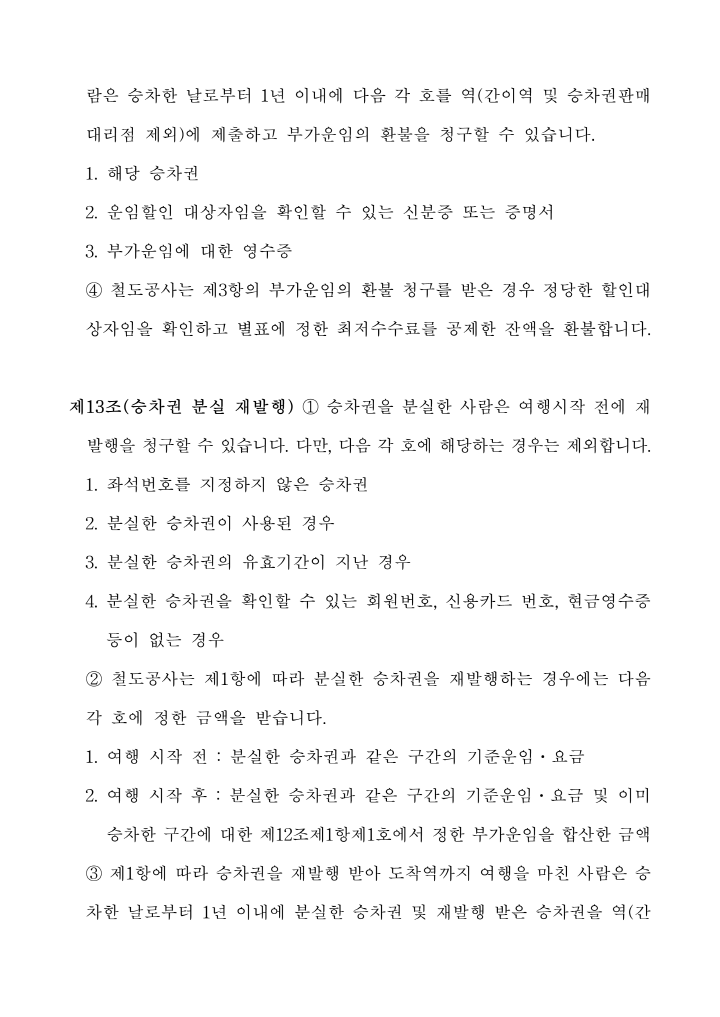 람은 승차한 날로부터 1년 이내에 다음 각 호를 역(간이역 및 승차권판매
대리점 제외)에 제출하고 부가운임의 환불을 청구할 수 있습니다.
1. 해당 승차권
2. 운임할인 대상자임을 확인할 수 있는 신분증 또는 증명서
3. 부가운임에 대한 영수증
④ 철도공사는 제3항의 부가운임의 환불 청구를 받은 경우 정당한 할인대
상자임을 확인하고 별표에 정한 최저수수료를 공제한 잔액을 환불합니다.
제13조(승차권 분실 재발행) ① 승차권을 분실한 사람은 여행시작 전에 재
발행을 청구할 수 있습니다. 다만, 다음 각 호에 해당하는 경우는 제외합니다.
1. 좌석번호를 지정하지 않은 승차권
2. 분실한 승차권이 사용된 경우
3. 분실한 승차권의 유효기간이 지난 경우
4. 분실한 승차권을 확인할 수 있는 회원번호, 신용카드 번호, 현금영수증
등이 없는 경우
② 철도공사는 제1항에 따라 분실한 승차권을 재발행하는 경우에는 다음
각 호에 정한 금액을 받습니다.
1. 여행 시작 전 : 분실한 승차권과 같은 구간의 기준운임·요금
2. 여행 시작 후 : 분실한 승차권과 같은 구간의 기준운임·요금 및 이미
승차한 구간에 대한 제12조제1항제1호에서 정한 부가운임을 합산한 금액
③ 제1항에 따라 승차권을 재발행 받아 도착역까지 여행을 마친 사람은 승
차한 날로부터 1년 이내에 분실한 승차권 및 재발행 받은 승차권을 역(간